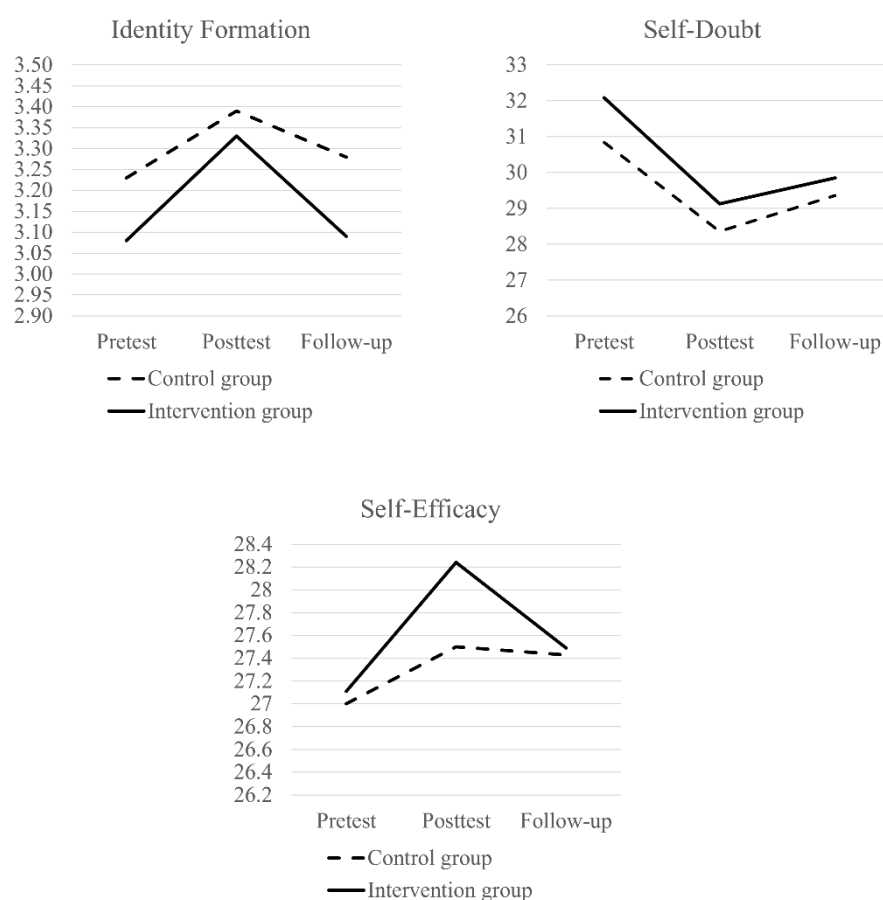 Identity Formation
3.50
3.45
3.40
3.35
3.30
3.25
3.20
3.15
3.10
3.05
3.00
2.95
2.90
Pretest Posttest Follow-up
Control group
Intervention group
Self-Doubt
33
32
31
30
29
28
27
26
Pretest Posttest Follow-up
Control group
Intervention group
Self-Efficacy
28.4
28.2
28
27.8
27.6
27.4
27.2
27
26.8
26.6
26.4
26.2
Pretest Posttest Follow-up
Control group
Intervention group